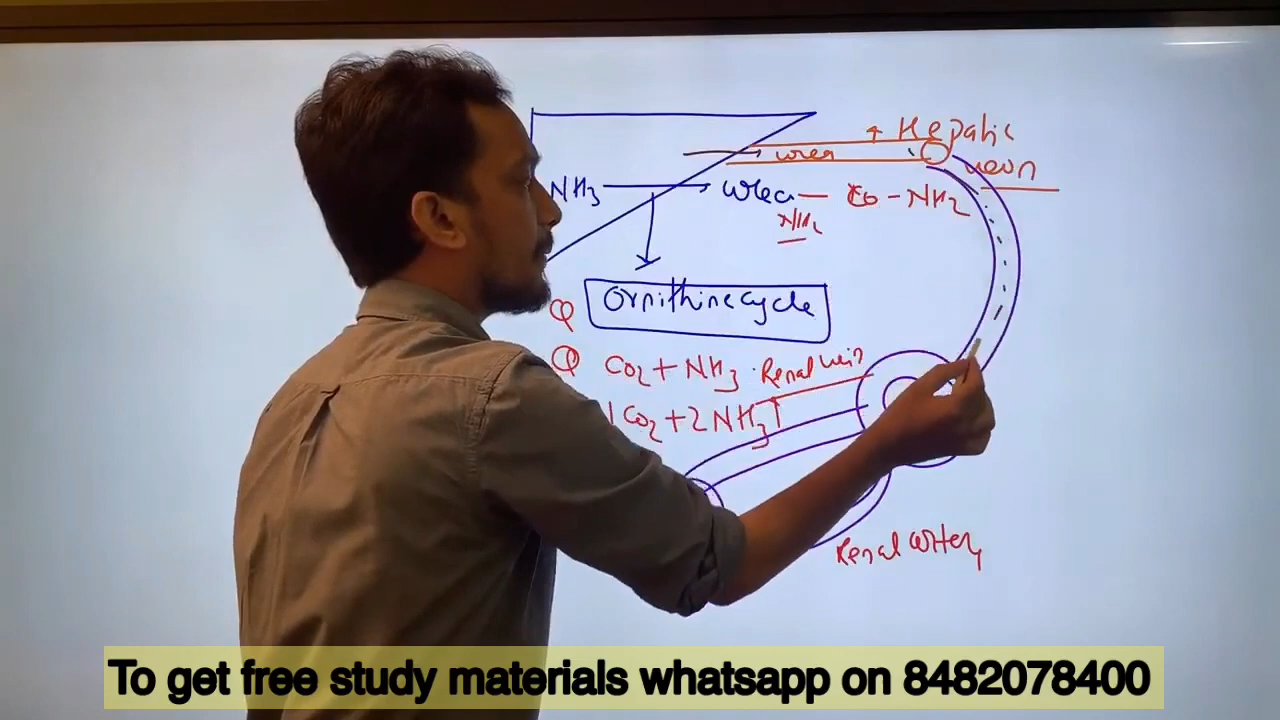 ↑ Hepatic
vein
urea
NH3 → Urea — CO - NH2
NH2
Ornithine cycle
Q
Q CO2 + NH3 Renal vein
1CO2 + 2NH3
Renal artery
To get free study materials whatsapp on 8482078400